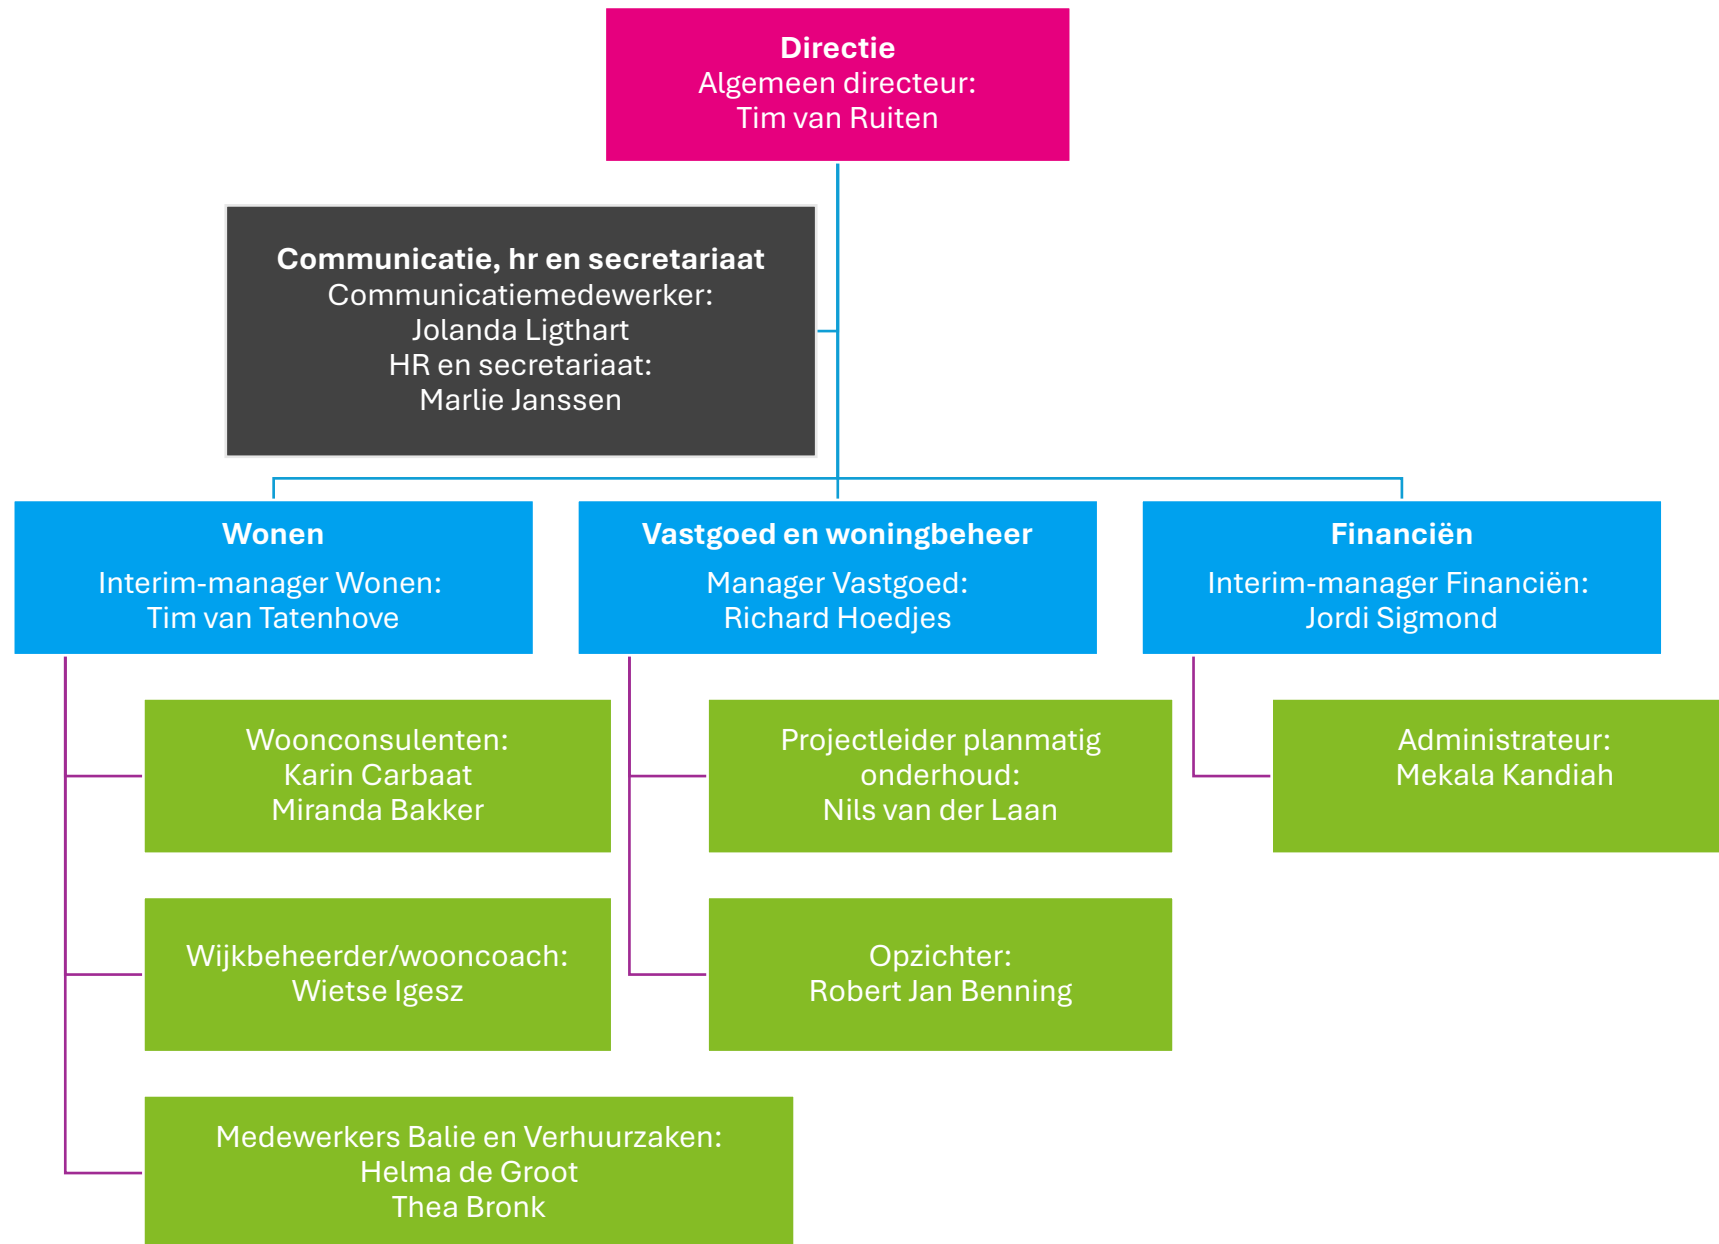 Directie
Algemeen directeur:
Tim van Ruiten
Communicatie, hr en secretariaat
Communicatiemedewerker:
Jolanda Ligthart
HR en secretariaat:
Marlie Janssen
Wonen
Interim-manager Wonen:
Tim van Tatenhove
Vastgoed en woningbeheer
Manager Vastgoed:
Richard Hoedjes
Financiën
Interim-manager Financiën:
Jordi Sigmond
Woonconsulenten:
Karin Carbaat
Miranda Bakker
Projectleider planmatig
onderhoud:
Nils van der Laan
Administrateur:
Mekala Kandiah
Wijkbeheerder/wooncoach:
Wietse Igesz
Opzichter:
Robert Jan Benning
Medewerkers Balie en Verhuurzaken:
Helma de Groot
Thea Bronk